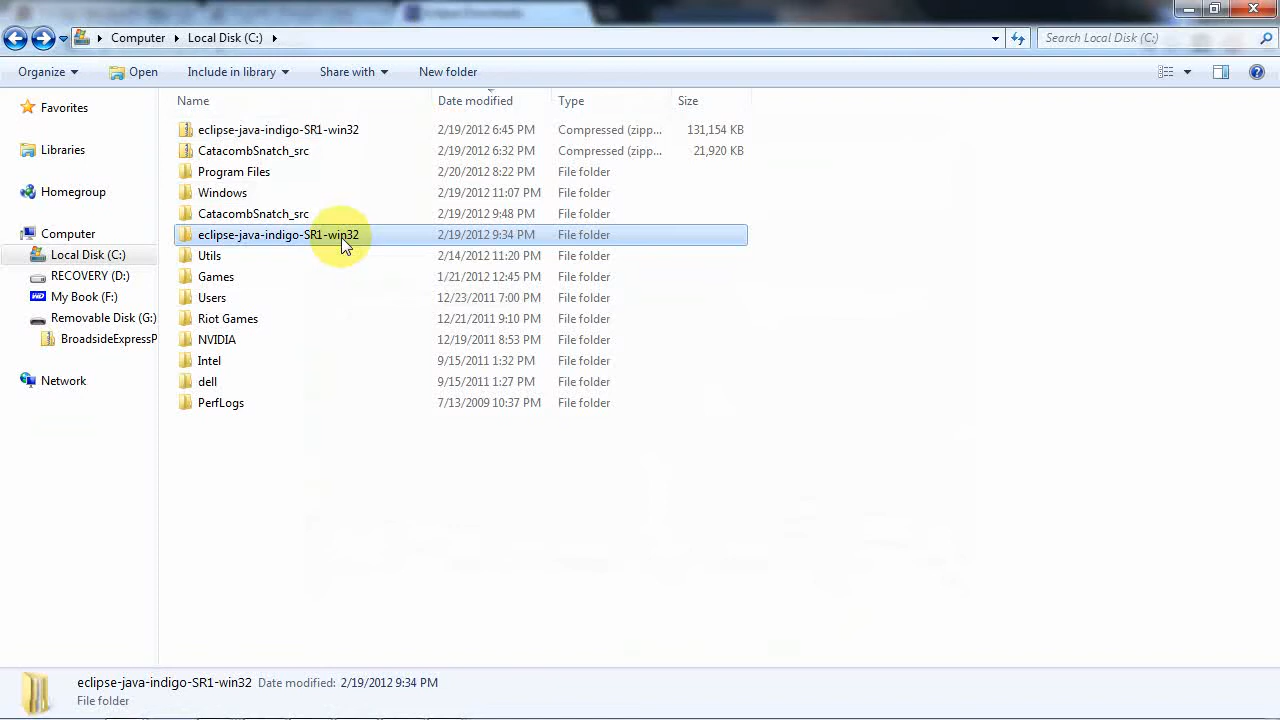 Eclipse Downloads
Computer Local Disk (C:) Search Local Disk (C:)
Organize Open Include in library Share with New folder
Favorites
Libraries
Homegroup
Computer
Local Disk (C:)
RECOVERY (D:)
My Book (F:)
Removable Disk (G:)
BroadsideExpressP
Network
Name Date modified Type Size
eclipse-java-indigo-SR1-win32 2/19/2012 6:45 PM Compressed (zipp... 131,154 KB
CatacombSnatch_src 2/19/2012 6:32 PM Compressed (zipp... 21,920 KB
Program Files 2/20/2012 8:22 PM File folder
Windows 2/19/2012 11:07 PM File folder
CatacombSnatch_src 2/19/2012 9:48 PM File folder
eclipse-java-indigo-SR1-win32 2/19/2012 9:34 PM File folder
Utils 2/14/2012 11:20 PM File folder
Games 1/21/2012 12:45 PM File folder
Users 12/23/2011 7:00 PM File folder
Riot Games 12/21/2011 9:10 PM File folder
NVIDIA 12/19/2011 8:53 PM File folder
Intel 9/15/2011 1:32 PM File folder
dell 9/15/2011 1:27 PM File folder
PerfLogs 7/13/2009 10:37 PM File folder
eclipse-java-indigo-SR1-win32 Date modified: 2/19/2012 9:34 PM
File folder